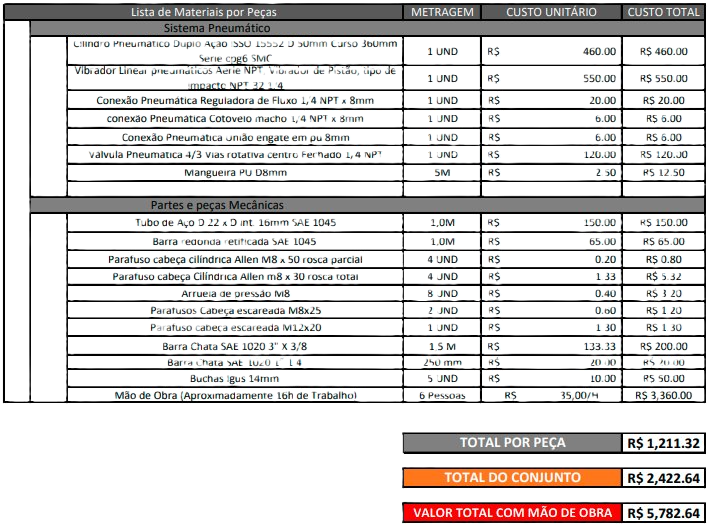 Lista de Materiais por Peças METRAGEM CUSTO UNITÁRIO CUSTO TOTAL
Sistema Pneumático
Cilindro Pneumático Duplo Ação ISSO 15552 D 50mm Curso 360mm
Serie cpg6 SMC 1 UND R$ 460.00 R$ 460.00
Vibrador Linear pneumáticos Aerie NPT, Vibrador de Pistão, tipo de
impacto NPT 32 1/4 1 UND R$ 550.00 R$ 550.00
Conexão Pneumática Reguladora de Fluxo 1/4 NPT x 8mm 1 UND R$ 20.00 R$ 20.00
conexão Pneumática Cotovelo macho 1/4 NPT x 8mm 1 UND R$ 6.00 R$ 6.00
Conexão Pneumática União engate em pu 8mm 1 UND R$ 6.00 R$ 6.00
Válvula Pneumática 4/3 Vias rotativa centro Fechado 1/4 NPT 1 UND R$ 120.00 R$ 120.00
Mangueira PU D8mm 5M R$ 2.50 R$ 12.50
Partes e peças Mecânicas
Tubo de Aço D 22 x D int. 16mm SAE 1045 1,0M R$ 150.00 R$ 150.00
Barra redonda retificada SAE 1045 1,0M R$ 65.00 R$ 65.00
Parafuso cabeça cilíndrica Allen M8 x 50 rosca parcial 4 UND R$ 0.20 R$ 0.80
Parafuso cabeça Cilíndrica Allen m8 x 30 rosca total 4 UND R$ 1.33 R$ 5.32
Arruela de pressão M8 8 UND R$ 0.40 R$ 3.20
Parafusos Cabeça escareada M8x25 2 UND R$ 0.60 R$ 1.20
Parafuso cabeça escareada M12x20 1 UND R$ 1.30 R$ 1.30
Barra Chata SAE 1020 3" X 3/8 1,5 M R$ 133.33 R$ 200.00
Barra Chata SAE 1020 1" 1/4 250 mm R$ 20.00 R$ 20.00
Buchas Igus 14mm 5 UND R$ 10.00 R$ 50.00
Mão de Obra (Aproximadamente 16h de Trabalho) 6 Pessoas R$ 35,00/H R$ 3,360.00
TOTAL POR PEÇA R$ 1,211.32
TOTAL DO CONJUNTO R$ 2,422.64
VALOR TOTAL COM MÃO DE OBRA R$ 5,782.64